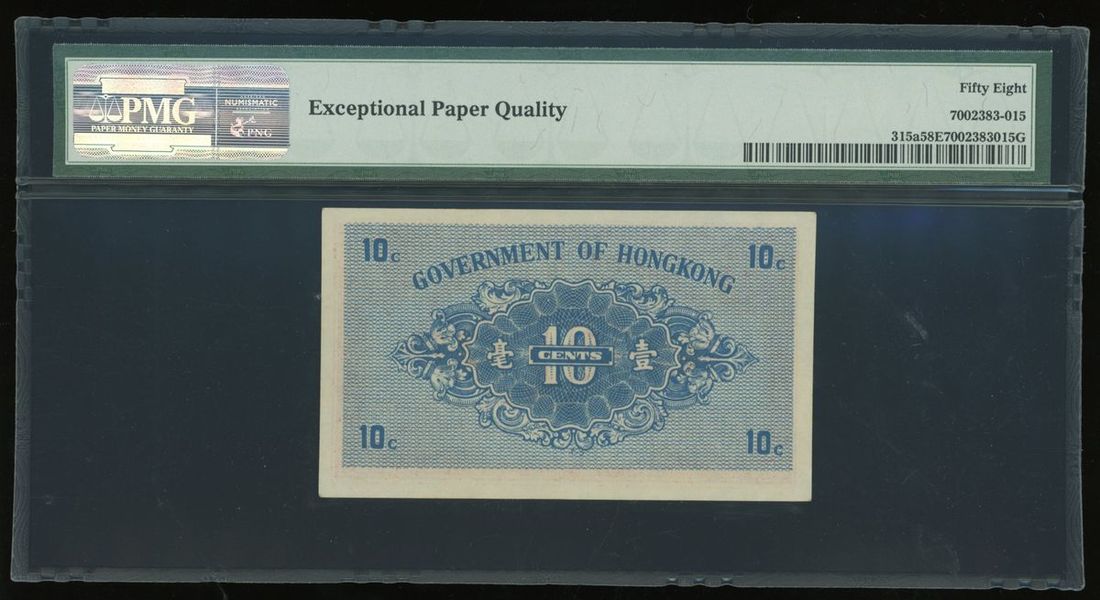 PMG
PAPER MONEY GUARANTY
NUMISMATIC
PNG
Exceptional Paper Quality
Fifty Eight
7002383-015
315a58E7002383015G
10c
10c
GOVERNMENT OF HONGKONG
毫
10
CENTS
壹
10c
10c